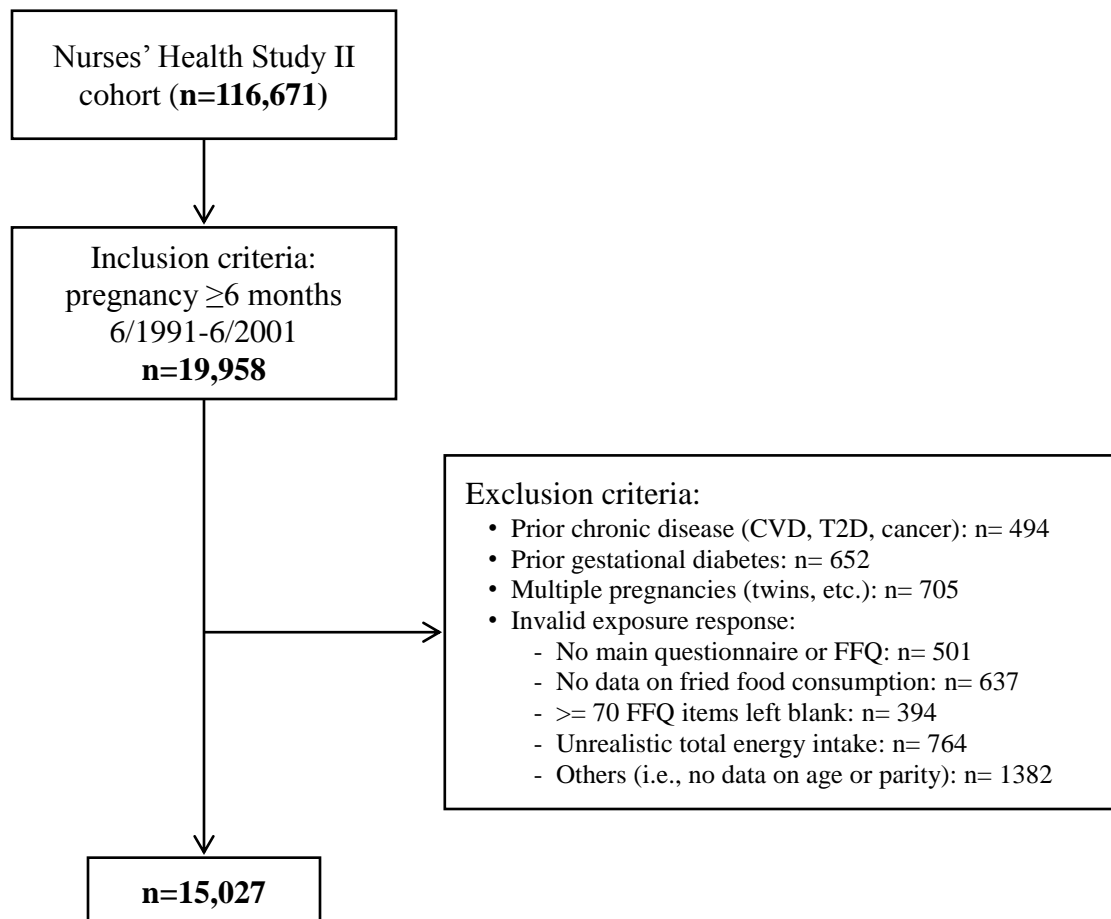 Nurses’ Health Study II
cohort (n=116,671)
Inclusion criteria:
pregnancy ≥6 months
6/1991-6/2001
n=19,958
Exclusion criteria:
• Prior chronic disease (CVD, T2D, cancer): n= 494
• Prior gestational diabetes: n= 652
• Multiple pregnancies (twins, etc.): n= 705
• Invalid exposure response:
- No main questionnaire or FFQ: n= 501
- No data on fried food consumption: n= 637
- >= 70 FFQ items left blank: n= 394
- Unrealistic total energy intake: n= 764
- Others (i.e., no data on age or parity): n= 1382
n=15,027